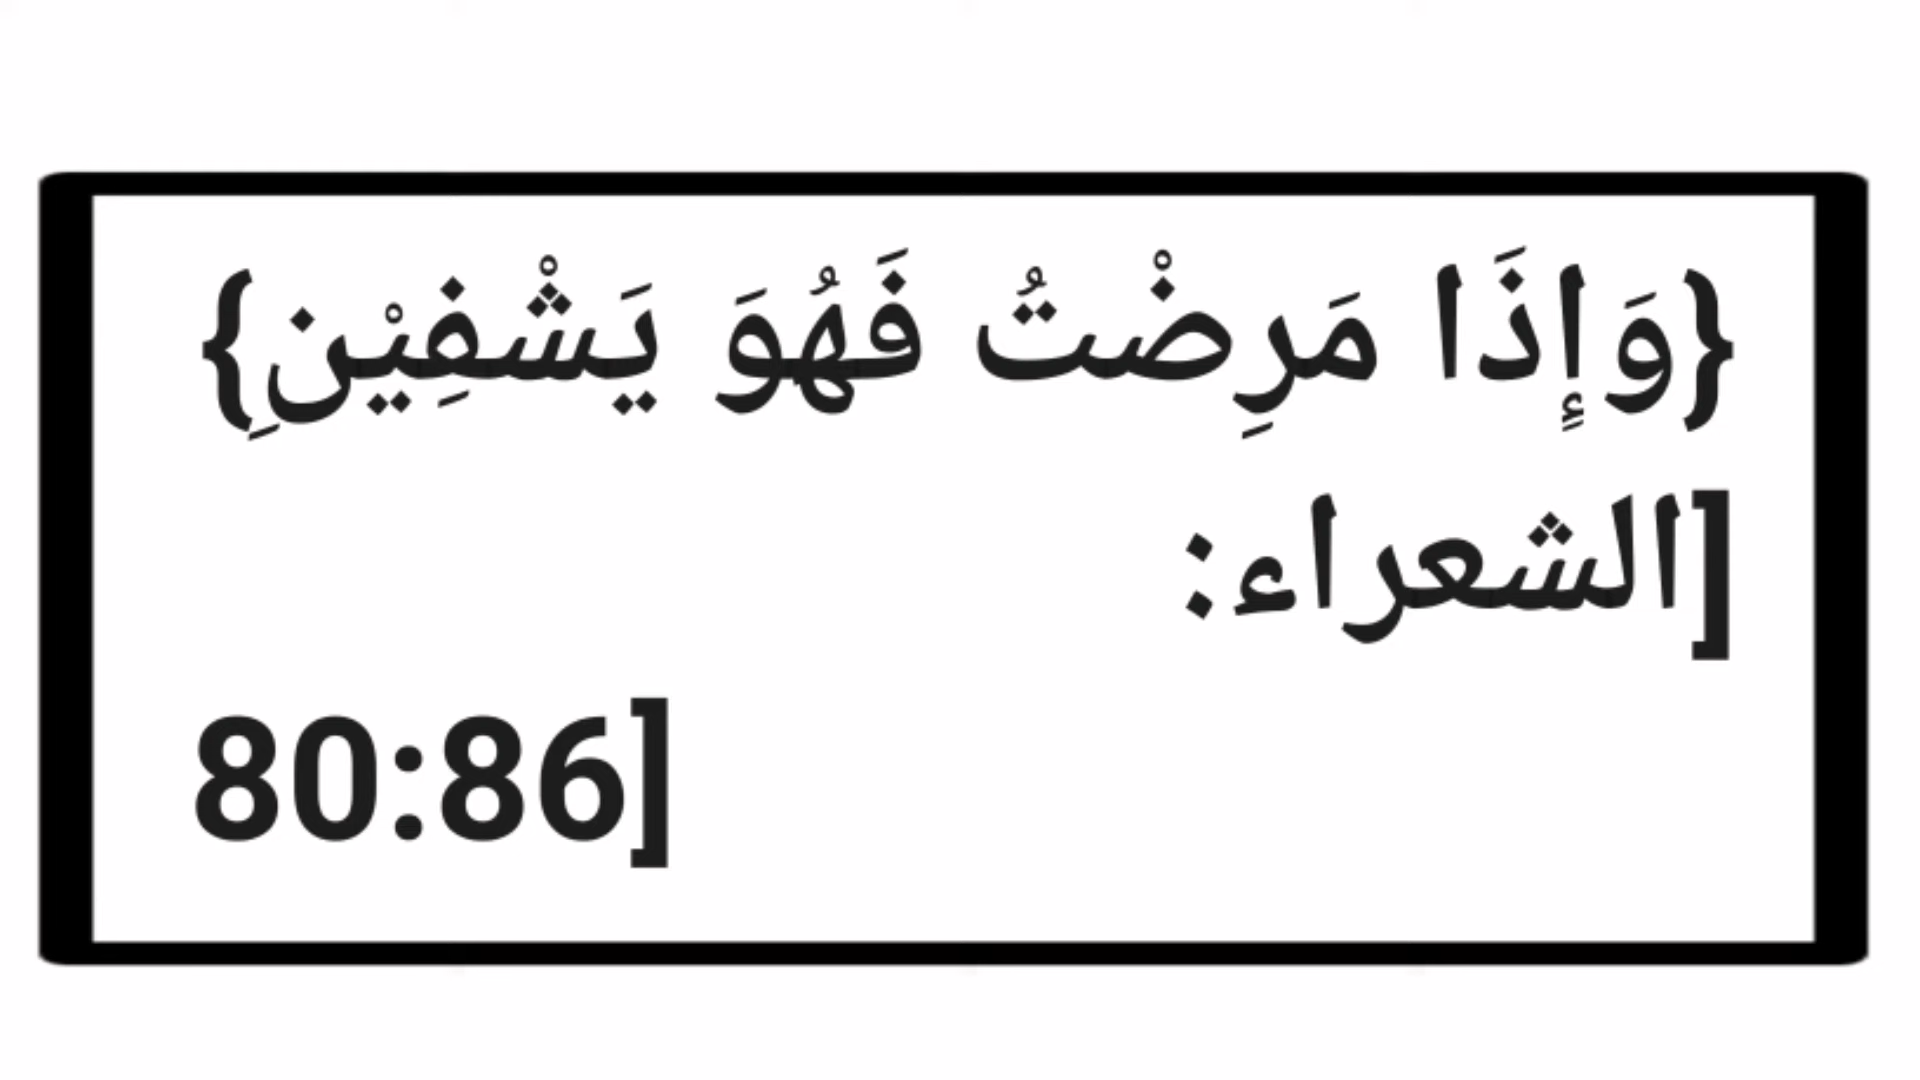 {وَإِذَا مَرِضْتُ فَهُوَ يَشْفِيْنِ}
[الشعراء:
80:86]